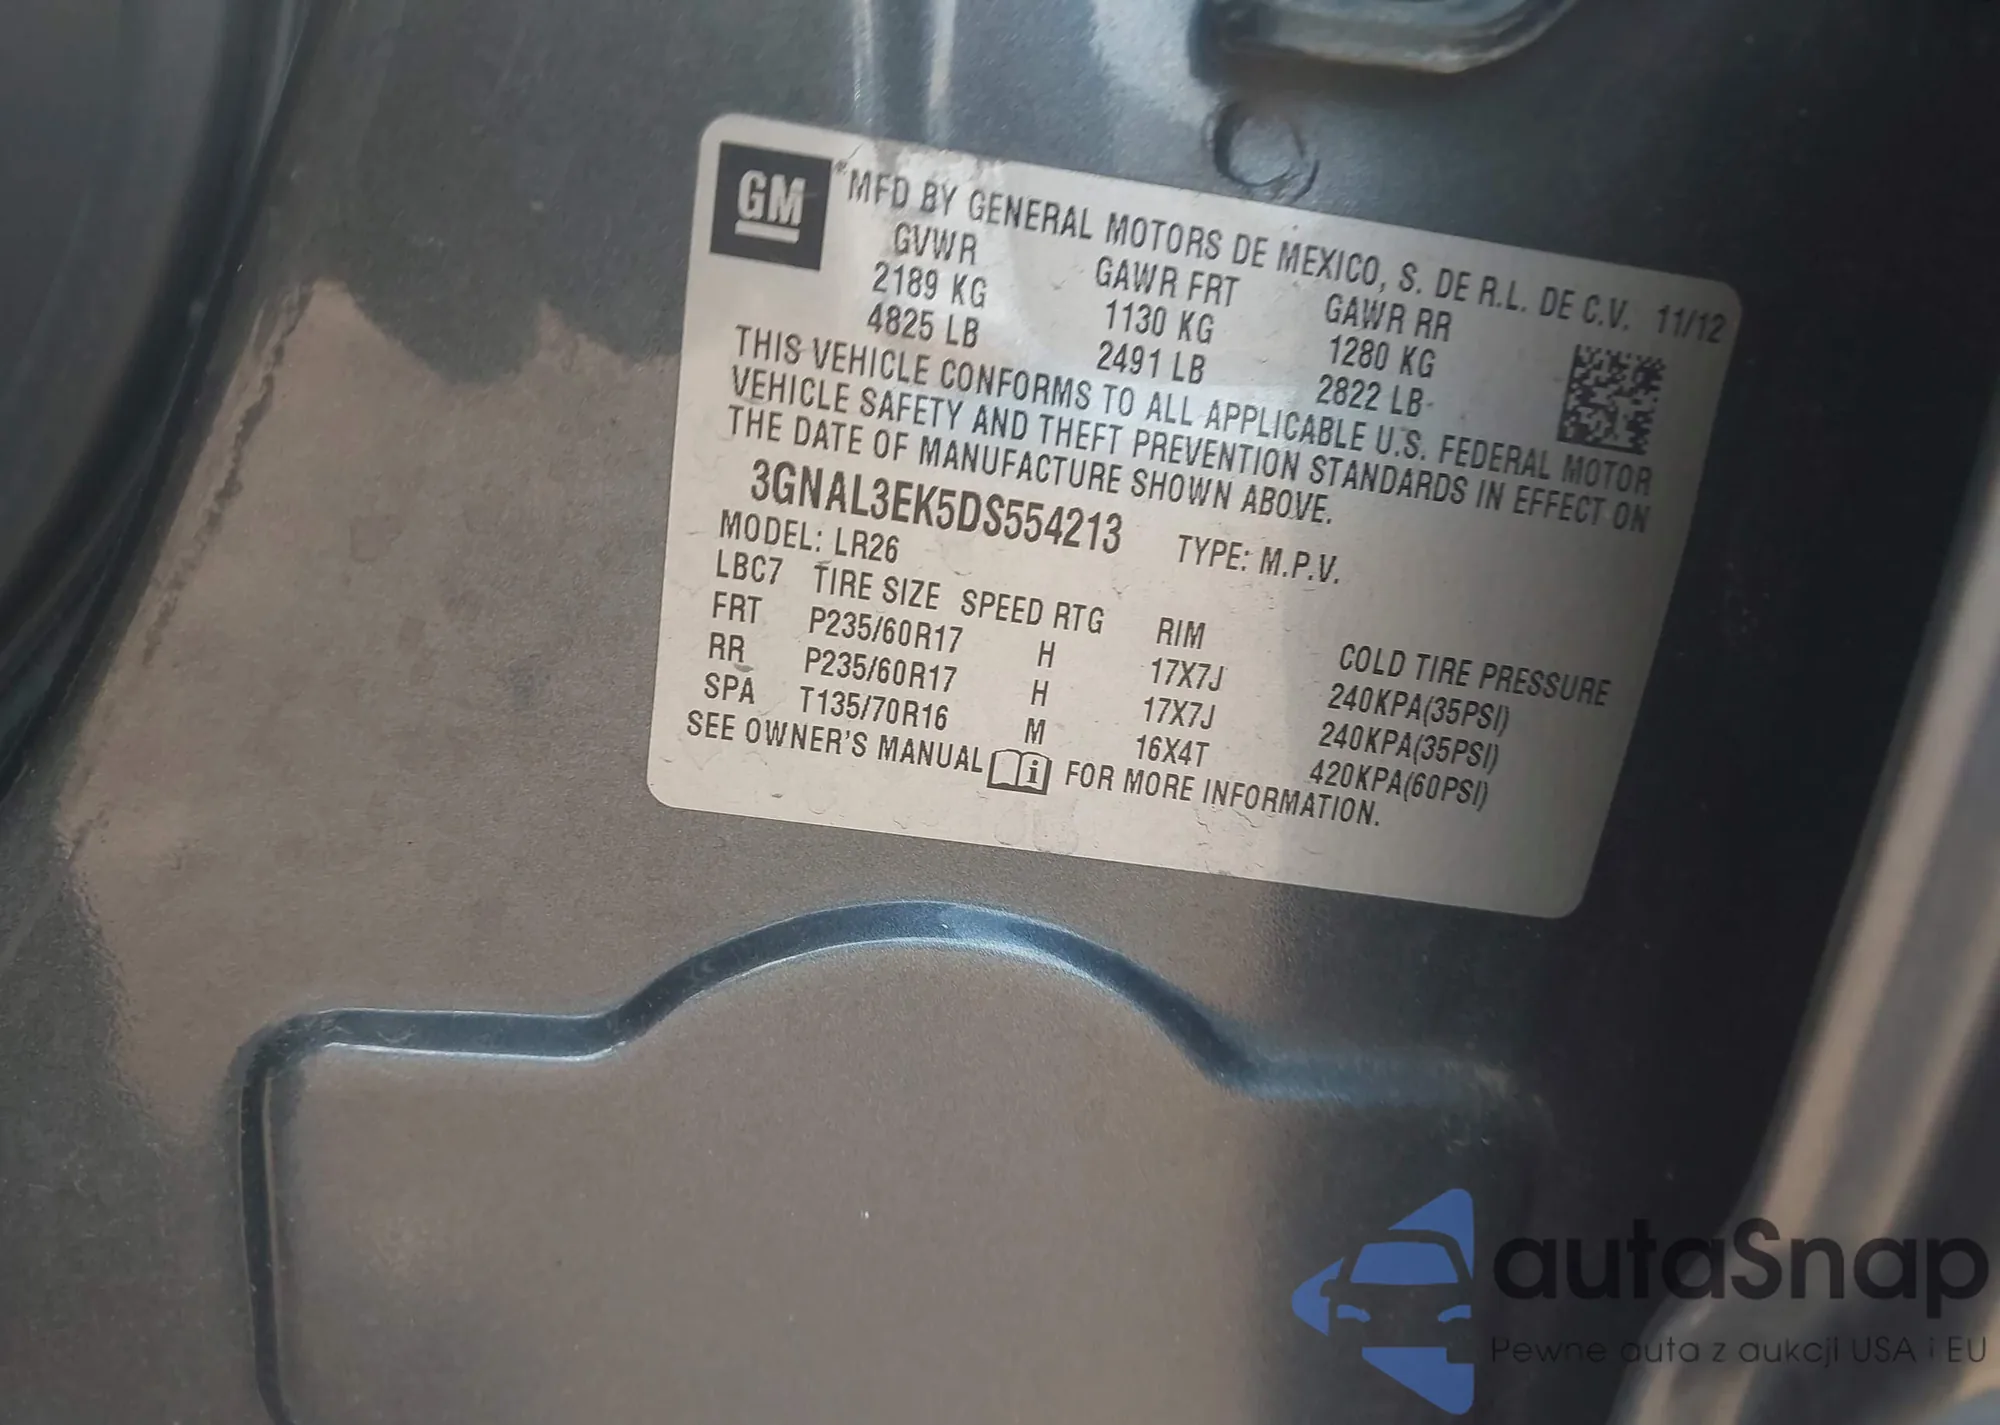 GM
*MFD BY GENERAL MOTORS DE MEXICO, S. DE R.L. DE C.V. 11/12
GVWR GAWR FRT GAWR RR
2189 KG 1130 KG 1280 KG
4825 LB 2491 LB 2822 LB
THIS VEHICLE CONFORMS TO ALL APPLICABLE U.S. FEDERAL MOTOR
VEHICLE SAFETY AND THEFT PREVENTION STANDARDS IN EFFECT ON
THE DATE OF MANUFACTURE SHOWN ABOVE.
3GNAL3EK5DS554213 TYPE: M.P.V.
MODEL: LR26
LBC7 TIRE SIZE SPEED RTG RIM COLD TIRE PRESSURE
FRT P235/60R17 H 17X7J 240KPA(35PSI)
RR P235/60R17 H 17X7J 240KPA(35PSI)
SPA T135/70R16 M 16X4T 420KPA(60PSI)
SEE OWNER'S MANUAL i FOR MORE INFORMATION.
autaSnap
Pewne auta z aukcji USA i EU